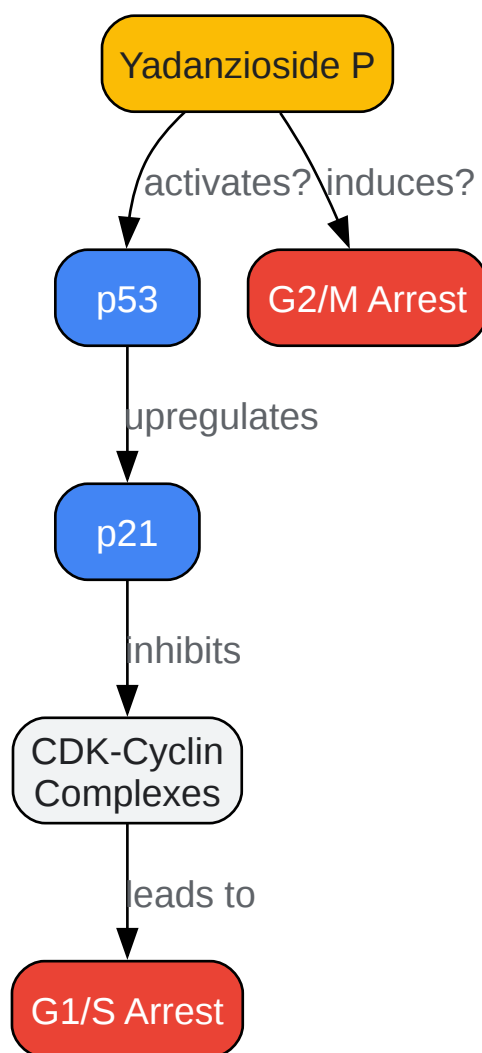 Yadanzioside P
activates?
induces?
p53
G2/M Arrest
upregulates
p21
inhibits
CDK-Cyclin
Complexes
leads to
G1/S Arrest